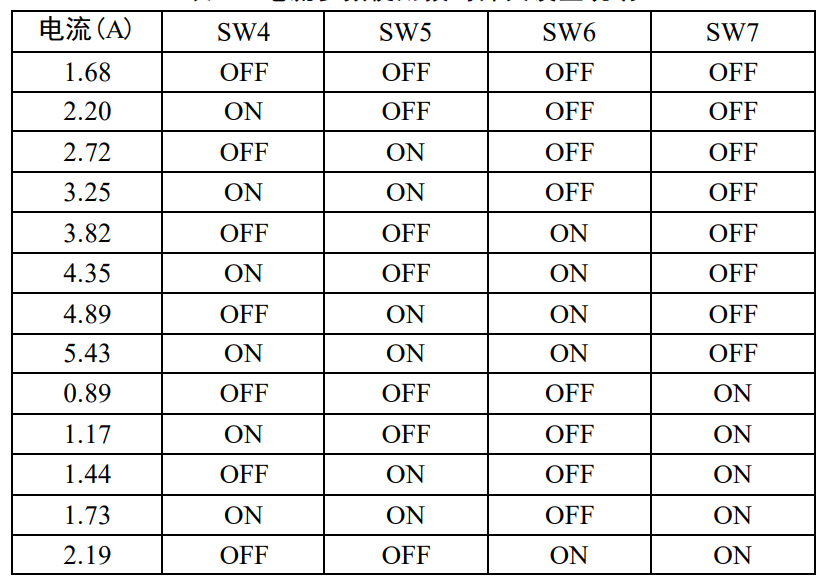 电流(A) SW4 SW5 SW6 SW7
1.68 OFF OFF OFF OFF
2.20 ON OFF OFF OFF
2.72 OFF ON OFF OFF
3.25 ON ON OFF OFF
3.82 OFF OFF ON OFF
4.35 ON OFF ON OFF
4.89 OFF ON ON OFF
5.43 ON ON ON OFF
0.89 OFF OFF OFF ON
1.17 ON OFF OFF ON
1.44 OFF ON OFF ON
1.73 ON ON OFF ON
2.19 OFF OFF ON ON